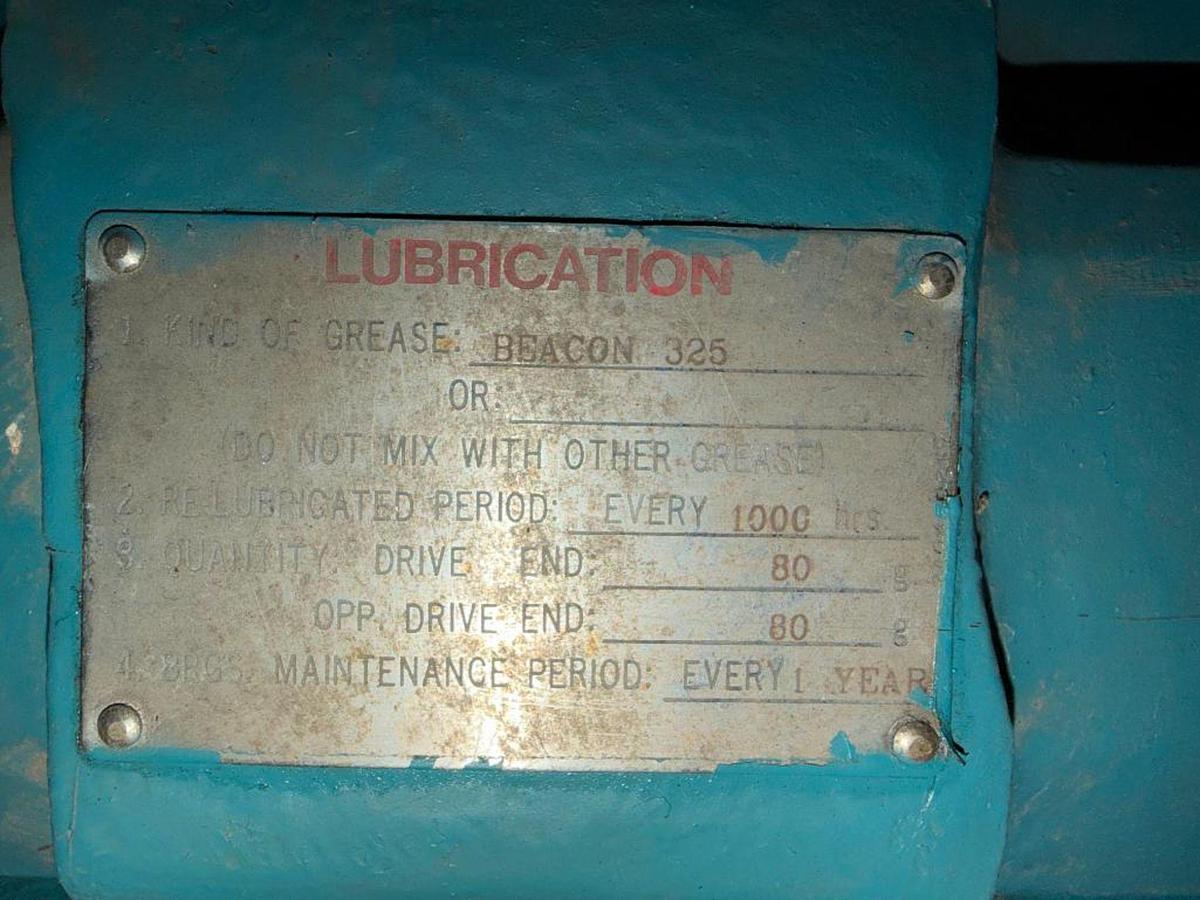 LUBRICATION
1. KIND OF GREASE: BEACON 325
OR:
(DO NOT MIX WITH OTHER GREASE)
2. RE-LUBRICATED PERIOD: EVERY 1000 hrs.
3. QUANTITY: DRIVE END: 80 g
OPP. DRIVE END: 80 g
4. BRGS. MAINTENANCE PERIOD: EVERY 1 YEAR